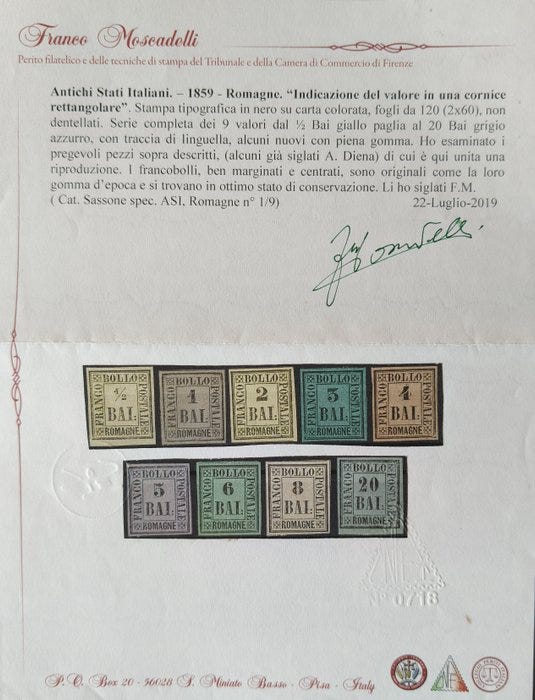 Franco Moscadelli
Perito filatelico e delle tecniche di stampa del Tribunale e della Camera di Commercio di Firenze
Antichi Stati Italiani. – 1859 - Romagne. “Indicazione del valore in una cornice
rettangolare”. Stampa tipografica in nero su carta colorata, fogli da 120 (2x60), non
dentellati. Serie completa dei 9 valori dal ½ Bai giallo paglia al 20 Bai grigio
azzurro, con traccia di linguella, alcuni nuovi con piena gomma. Ho esaminato i
pregevoli pezzi sopra descritti, (alcuni già siglati A. Diena) di cui è qui unita una
riproduzione. I francobolli, ben marginati e centrati, sono originali come la loro
gomma d’epoca e si trovano in ottimo stato di conservazione. Li ho siglati F.M.
( Cat. Sassone spec. ASI, Romagne n° 1/9) 22-Luglio-2019
FRANCO BOLLO POSTALE 1/2 BAI. ROMAGNE
FRANCO BOLLO POSTALE 1 BAI. ROMAGNE
FRANCO BOLLO POSTALE 2 BAI. ROMAGNE
FRANCO BOLLO POSTALE 3 BAI. ROMAGNE
FRANCO BOLLO POSTALE 4 BAI. ROMAGNE
FRANCO BOLLO POSTALE 5 BAI: ROMAGNE
FRANCO BOLLO POSTALE 6 BAI: ROMAGNE
FRANCO BOLLO POSTALE 8 BAI: ROMAGNE
FRANCO BOLLO POSTALE 20 BAI: ROMAGNE
N° 0718
P. O. Box 20 - 56028 S. Miniato Basso - Pisa - Italy